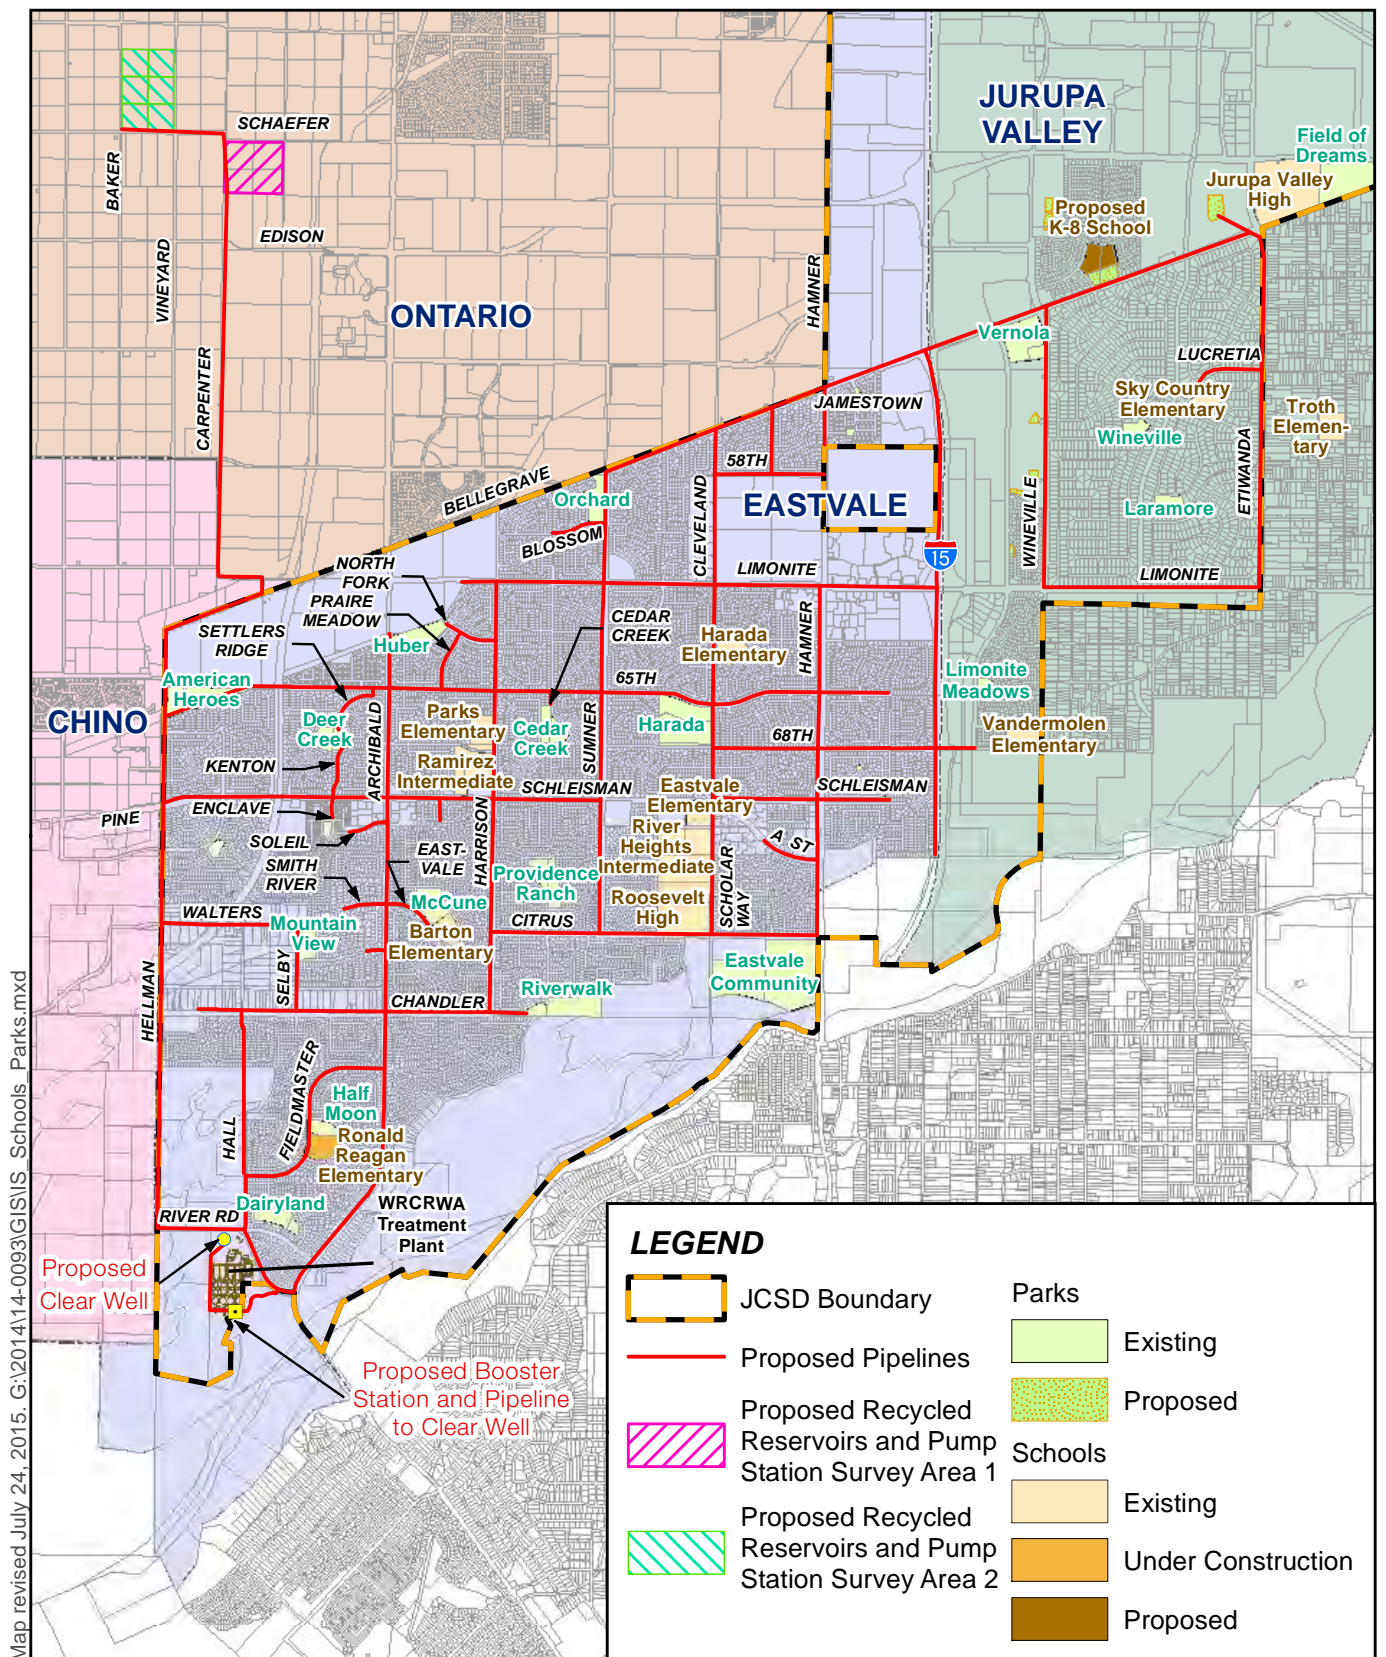 JURUPA
VALLEY
Field of
Dreams
SCHAEFER
Jurupa Valley
High
BAKER
Proposed
K-8 School
EDISON
VINEYARD
HAMNER
ONTARIO
Vernola
CARPENTER
LUCRETIA
JAMESTOWN
Sky Country
Elementary
Troth
Elemen-
tary
Wineville
ETIWANDA
58TH
BELLEGRAVE
Orchard
CLEVELAND
EASTVALE
Laramore
WINEVILLE
BLOSSOM
15
NORTH
FORK
LIMONITE
LIMONITE
PRAIRE
MEADOW
CEDAR
CREEK
SETTLERS
RIDGE
Huber
Harada
Elementary
HAMNER
American
Heroes
65TH
Limonite
Meadows
CHINO
Deer
Creek
ARCHIBALD
Parks
Elementary
Cedar
Creek
SUMNER
Harada
68TH
Vandermolen
Elementary
KENTON
Ramirez
Intermediate
SCHLEISMAN
Eastvale
Elementary
SCHLEISMAN
PINE
ENCLAVE
HARRISON
SOLEIL
EAST-
VALE
River
Heights
Intermediate
A ST
SMITH
RIVER
Providence
Ranch
SCHOLAR
WAY
WALTERS
McCune
Roosevelt
High
Mountain
View
CITRUS
Barton
Elementary
HELLMAN
SELBY
Eastvale
Community
CHANDLER
Riverwalk
FIELDMASTER
HALL
Half
Moon
Ronald
Reagan
Elementary
Dairyland
RIVER RD
WRCRWA
Treatment
Plant
Proposed
Clear Well
Proposed Booster
Station and Pipeline
to Clear Well
LEGEND
JCSD Boundary
Proposed Pipelines
Proposed Recycled
Reservoirs and Pump
Station Survey Area 1
Proposed Recycled
Reservoirs and Pump
Station Survey Area 2
Parks
Existing
Proposed
Schools
Existing
Under Construction
Proposed
Map revised July 24, 2015. G:\2014\14-0093\GIS\IS_Schools_Parks.mxd